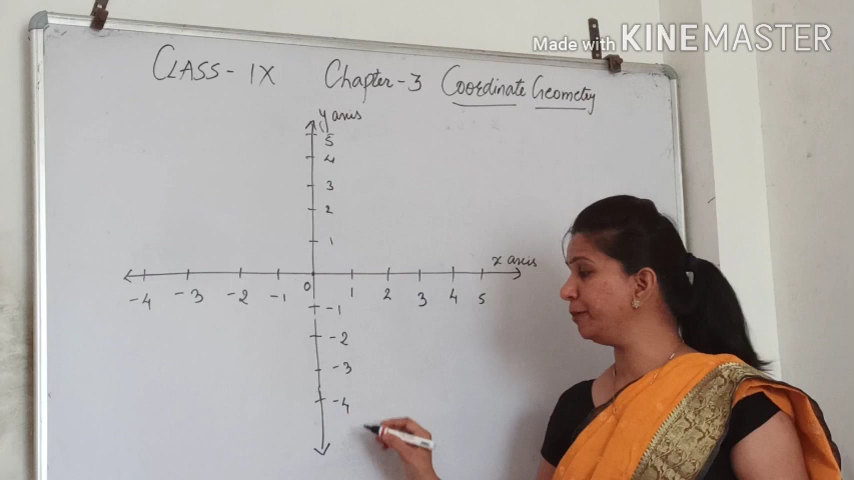 Made with KINEMASTER
CLASS - IX Chapter - 3 Coordinate Geometry
y axis
5
4
3
2
1
x axis
-4 -3 -2 -1 0 1 2 3 4 5
-1
-2
-3
-4